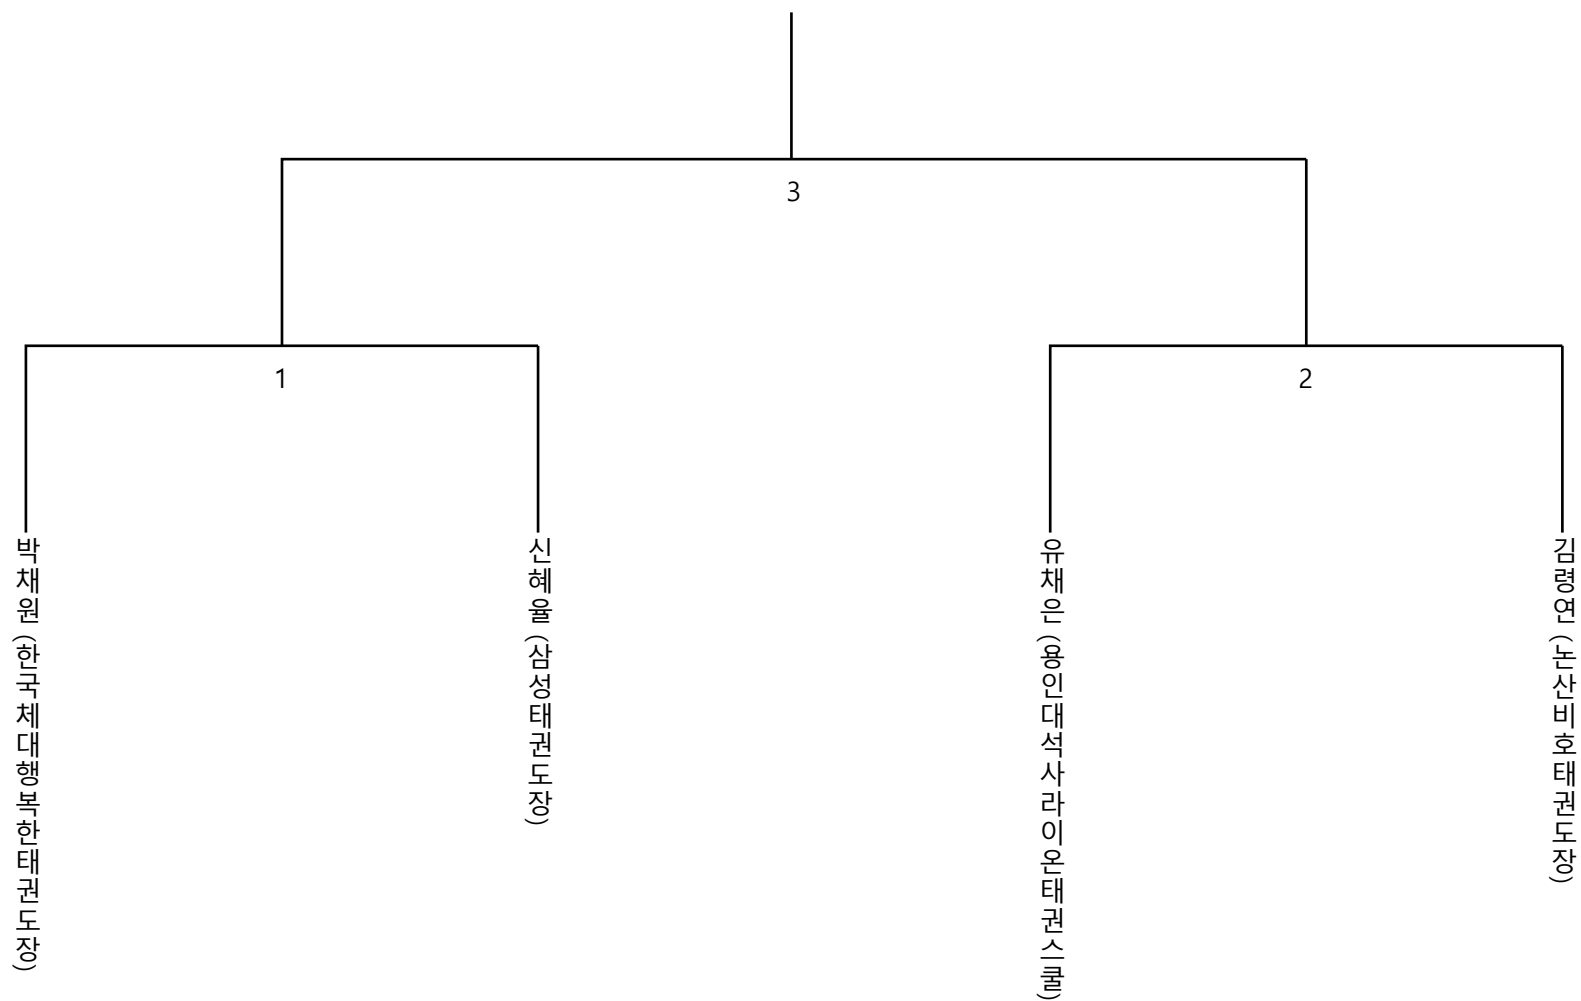 3
1
2
박채원 (한국체대행복한태권도장)
신혜율 (삼성태권도장)
유채은 (용인대석사라이온태권스쿨)
김령연 (논산비호태권도장)